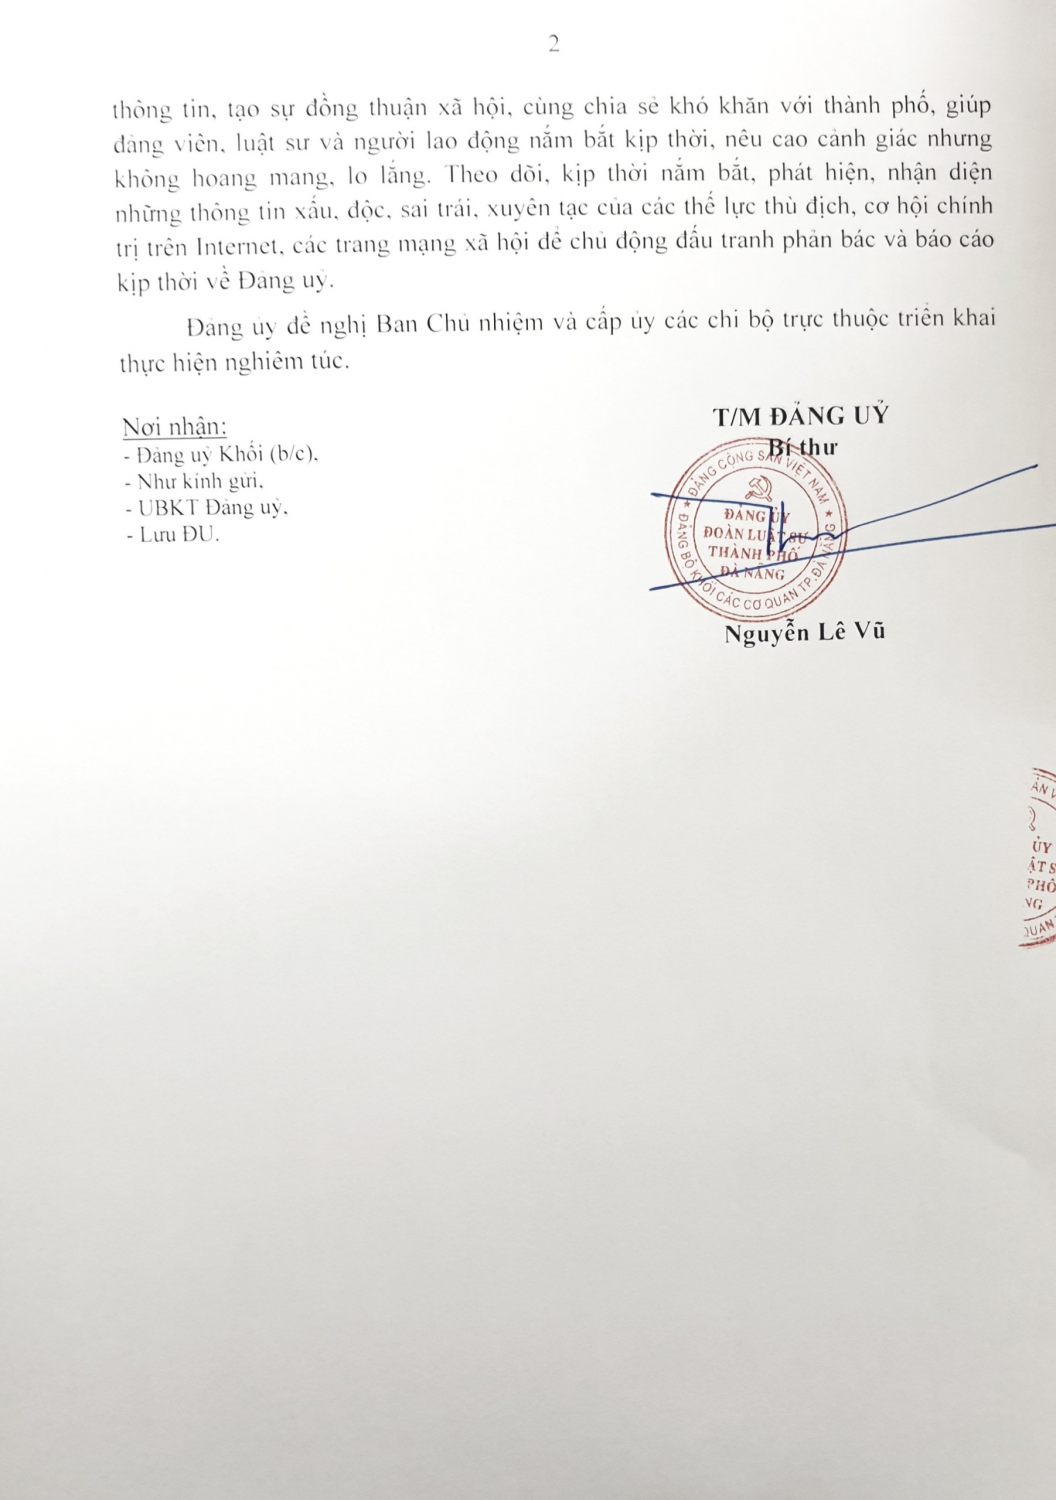 2
thông tin, tạo sự đồng thuận xã hội, cùng chia sẻ khó khăn với thành phố, giúp
đảng viên, luật sư và người lao động nắm bắt kịp thời, nêu cao cảnh giác nhưng
không hoang mang, lo lắng. Theo dõi, kịp thời nắm bắt, phát hiện, nhận diện
những thông tin xấu, độc, sai trái, xuyên tạc của các thế lực thù địch, cơ hội chính
trị trên Internet, các trang mạng xã hội để chủ động đấu tranh phản bác và báo cáo
kịp thời về Đảng uỷ.
Đảng ủy đề nghị Ban Chủ nhiệm và cấp ủy các chi bộ trực thuộc triển khai
thực hiện nghiêm túc.
Nơi nhận:
- Đảng uỷ Khối (b/c),
- Như kính gửi,
- UBKT Đảng uỷ,
- Lưu ĐU.
T/M ĐẢNG UỶ
Bí thư
ĐẢNG CỘNG SẢN VIỆT NAM
ĐẢNG ỦY
ĐOÀN LUẬT SƯ
THÀNH PHỐ
ĐÀ NẴNG
ĐẢNG BỘ KHỐI CÁC CƠ QUAN TP.ĐÀ NẴNG
Nguyễn Lê Vũ
ẢN V
ỦY
ẬT S
PHỐ
NG
QUAN